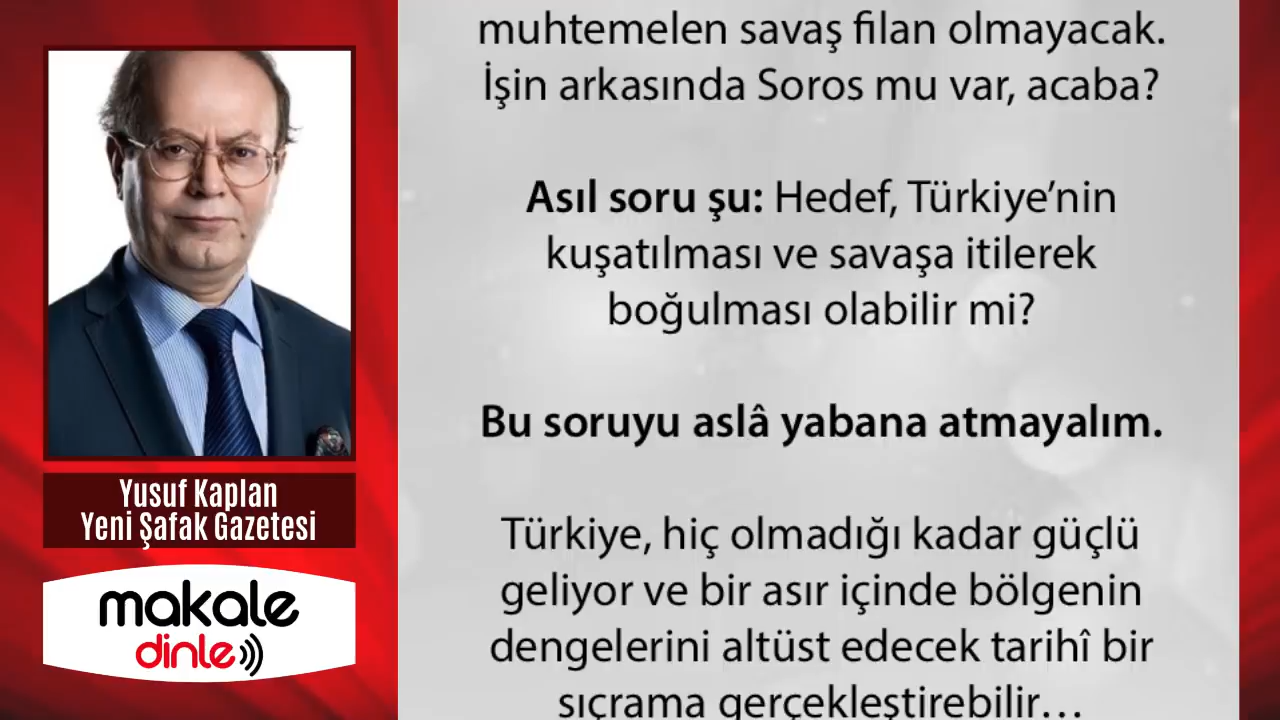 muhtemelen savaş filan olmayacak.
İşin arkasında Soros mu var, acaba?
Asıl soru şu: Hedef, Türkiye’nin
kuşatılması ve savaşa itilerek
boğulması olabilir mi?
Bu soruyu aslâ yabana atmayalım.
Türkiye, hiç olmadığı kadar güçlü
geliyor ve bir asır içinde bölgenin
dengelerini altüst edecek tarihî bir
sıçrama gerçekleştirebilir…
Yusuf Kaplan
Yeni Şafak Gazetesi
makale
dinle